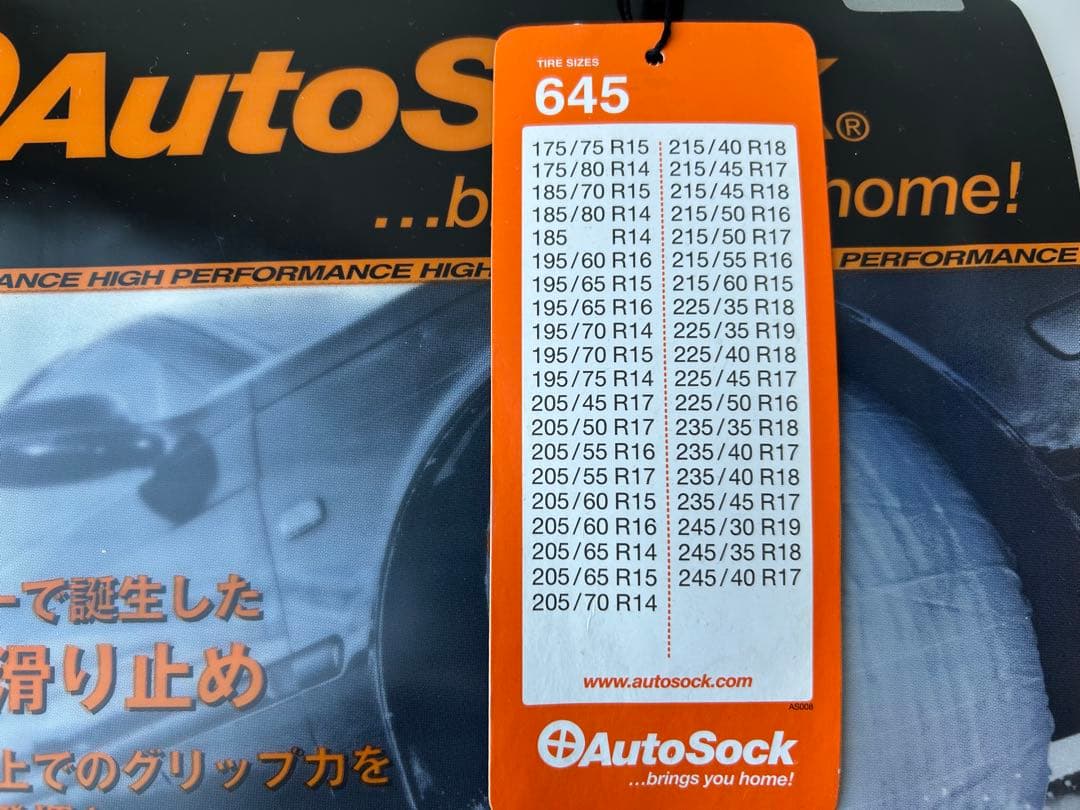 AutoS
®
...b
home!
ANCE HIGH PERFORMANCE HIGH
PERFORMANCE
TIRE SIZES
645
175/75 R15
175/80 R14
185/70 R15
185/80 R14
185 R14
195/60 R16
195/65 R15
195/65 R16
195/70 R14
195/70 R15
195/75 R14
205/45 R17
205/50 R17
205/55 R16
205/55 R17
205/60 R15
205/60 R16
205/65 R14
205/65 R15
205/70 R14
215/40 R18
215/45 R17
215/45 R18
215/50 R16
215/50 R17
215/55 R16
215/60 R15
225/35 R18
225/35 R19
225/40 R18
225/45 R17
225/50 R16
235/35 R18
235/40 R17
235/40 R18
235/45 R17
245/30 R19
245/35 R18
245/40 R17
www.autosock.com
AS008
AutoSock
...brings you home!
ーで誕生した
滑り止め
上でのグリップ力を